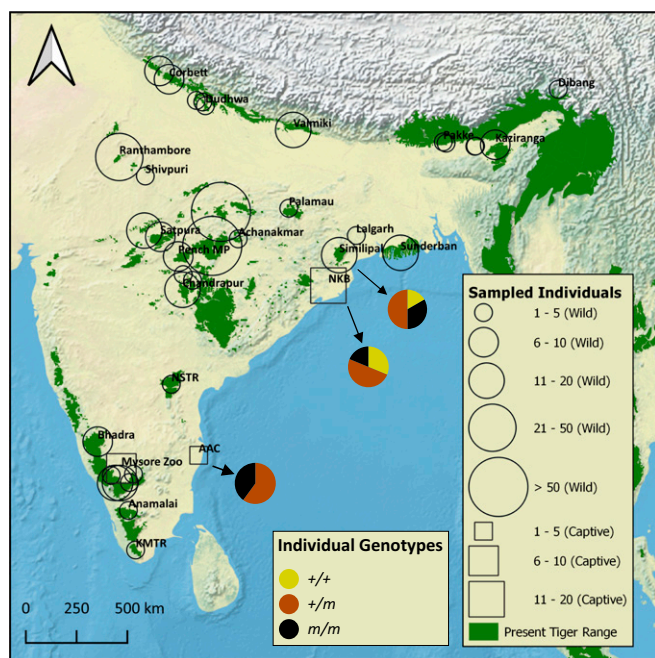 Corbett
Dibang
Dudhwa
Valmiki
Pakke
Kaziranga
Ranthambore
Shivpuri
Palamau
Lalgarh
Satpura
Achanakmar
Similipal
Sunderban
Pench MP
NKB
Chandrapur
NSTR
Bhadra
AAC
Mysore Zoo
Anamalai
KMTR
0 250 500 km
Individual Genotypes
+/+
+/m
m/m
Sampled Individuals
1 - 5 (Wild)
6 - 10 (Wild)
11 - 20 (Wild)
21 - 50 (Wild)
> 50 (Wild)
1 - 5 (Captive)
6 - 10 (Captive)
11 - 20 (Captive)
Present Tiger Range